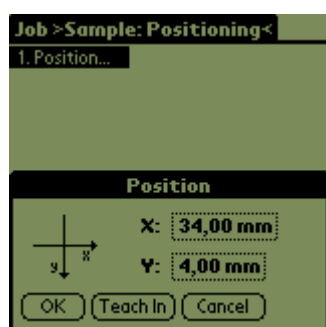 Job >Sample: Positioning<
1. Position...
Position
X: 34,00 mm
y x
Y: 4,00 mm
OK Teach In Cancel